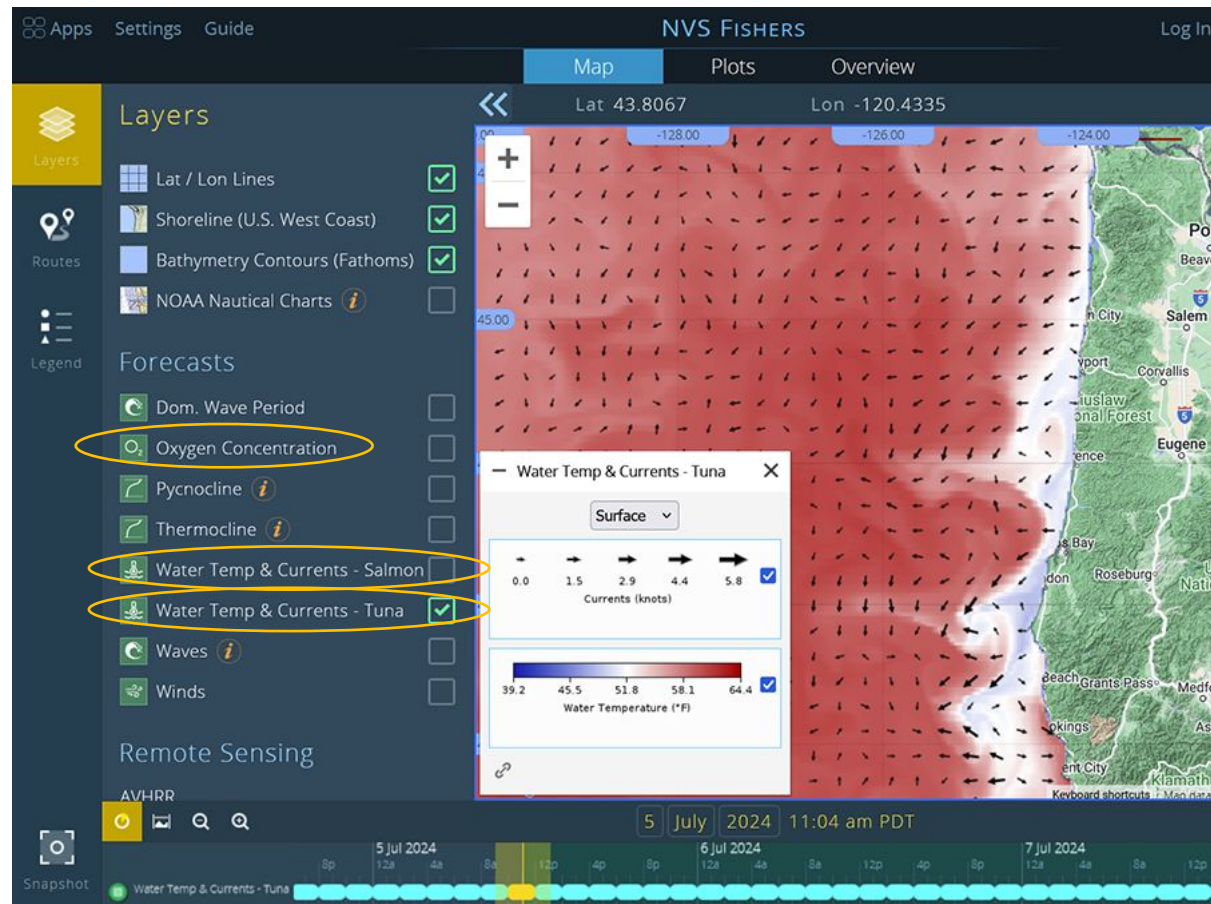 Apps Settings Guide NVS FISHERS Log In
Map Plots Overview
Layers
Lat 43.8067 Lon -120.4335
Layers
Lat / Lon Lines
Shoreline (U.S. West Coast)
Bathymetry Contours (Fathoms)
NOAA Nautical Charts i
Routes
Legend
Forecasts
Dom. Wave Period
O2 Oxygen Concentration
Pycnocline i
Thermocline i
Water Temp & Currents - Salmon
Water Temp & Currents - Tuna
Waves i
Winds
Remote Sensing
AVHRR
-128.00 -126.00 -124.00
45.00
Salem
Corvallis
Eugene
Roseburg
Grants Pass
5
5
Water Temp & Currents - Tuna
Surface
0.0 1.5 2.9 4.4 5.8
Currents (knots)
39.2 45.5 51.8 58.1 64.4
Water Temperature (°F)
Klamath
Keyboard shortcuts Map data
5 July 2024 11:04 am PDT
5 Jul 2024 6 Jul 2024 7 Jul 2024
8p 12a 4a 8a 12p 4p 8p 12a 4a 8a 12p 4p 8p 12a 4a 8a 12p
Snapshot
Water Temp & Currents - Tuna